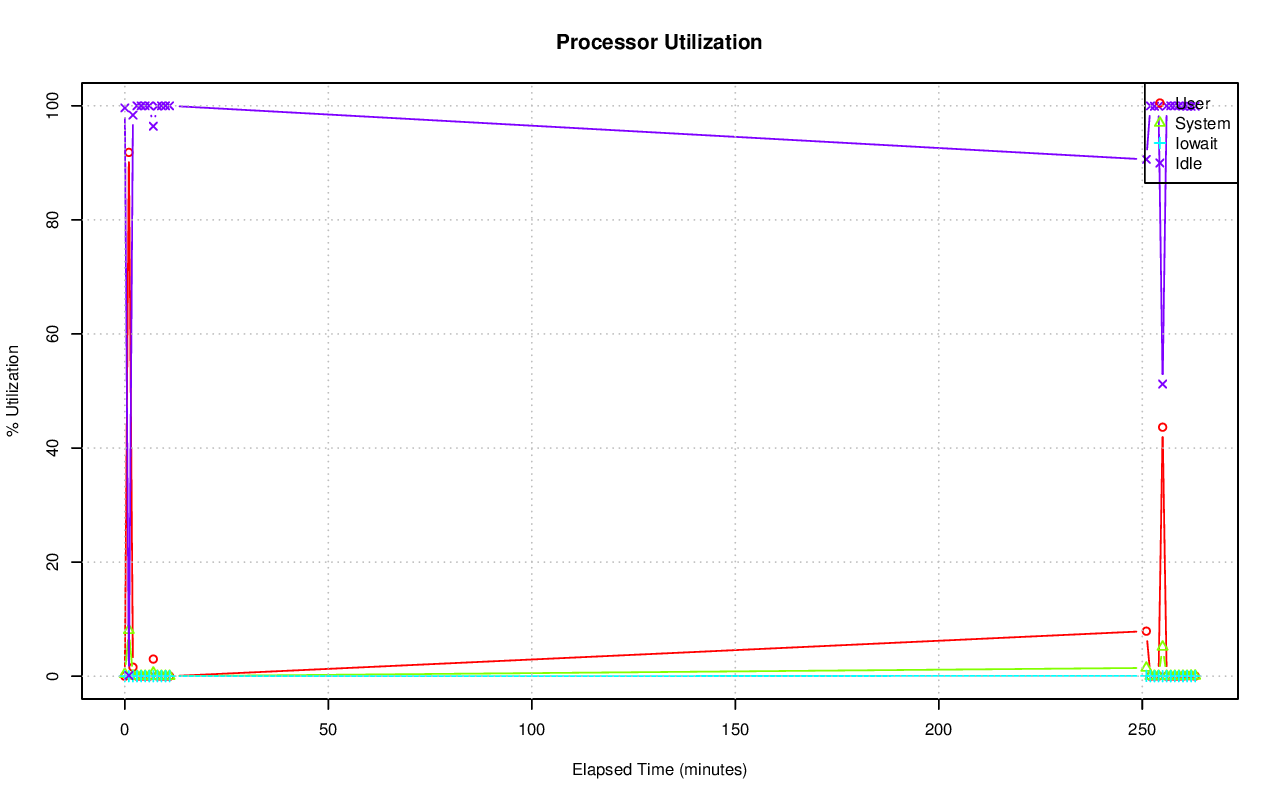 Processor Utilization
% Utilization
100
80
60
40
20
0
User
System
Iowait
Idle
0 50 100 150 200 250
Elapsed Time (minutes)